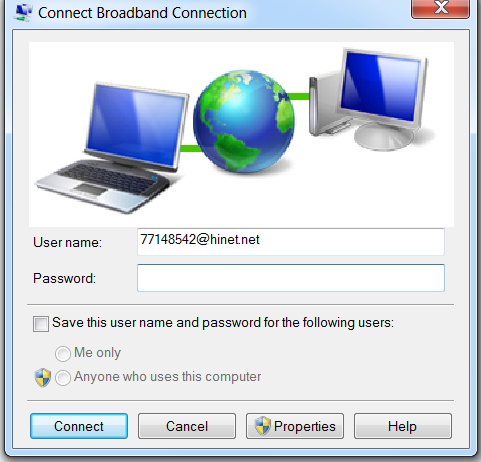 Connect Broadband Connection
User name: 77148542@hinet.net
Password:
Save this user name and password for the following users:
Me only
Anyone who uses this computer
Connect Cancel Properties Help